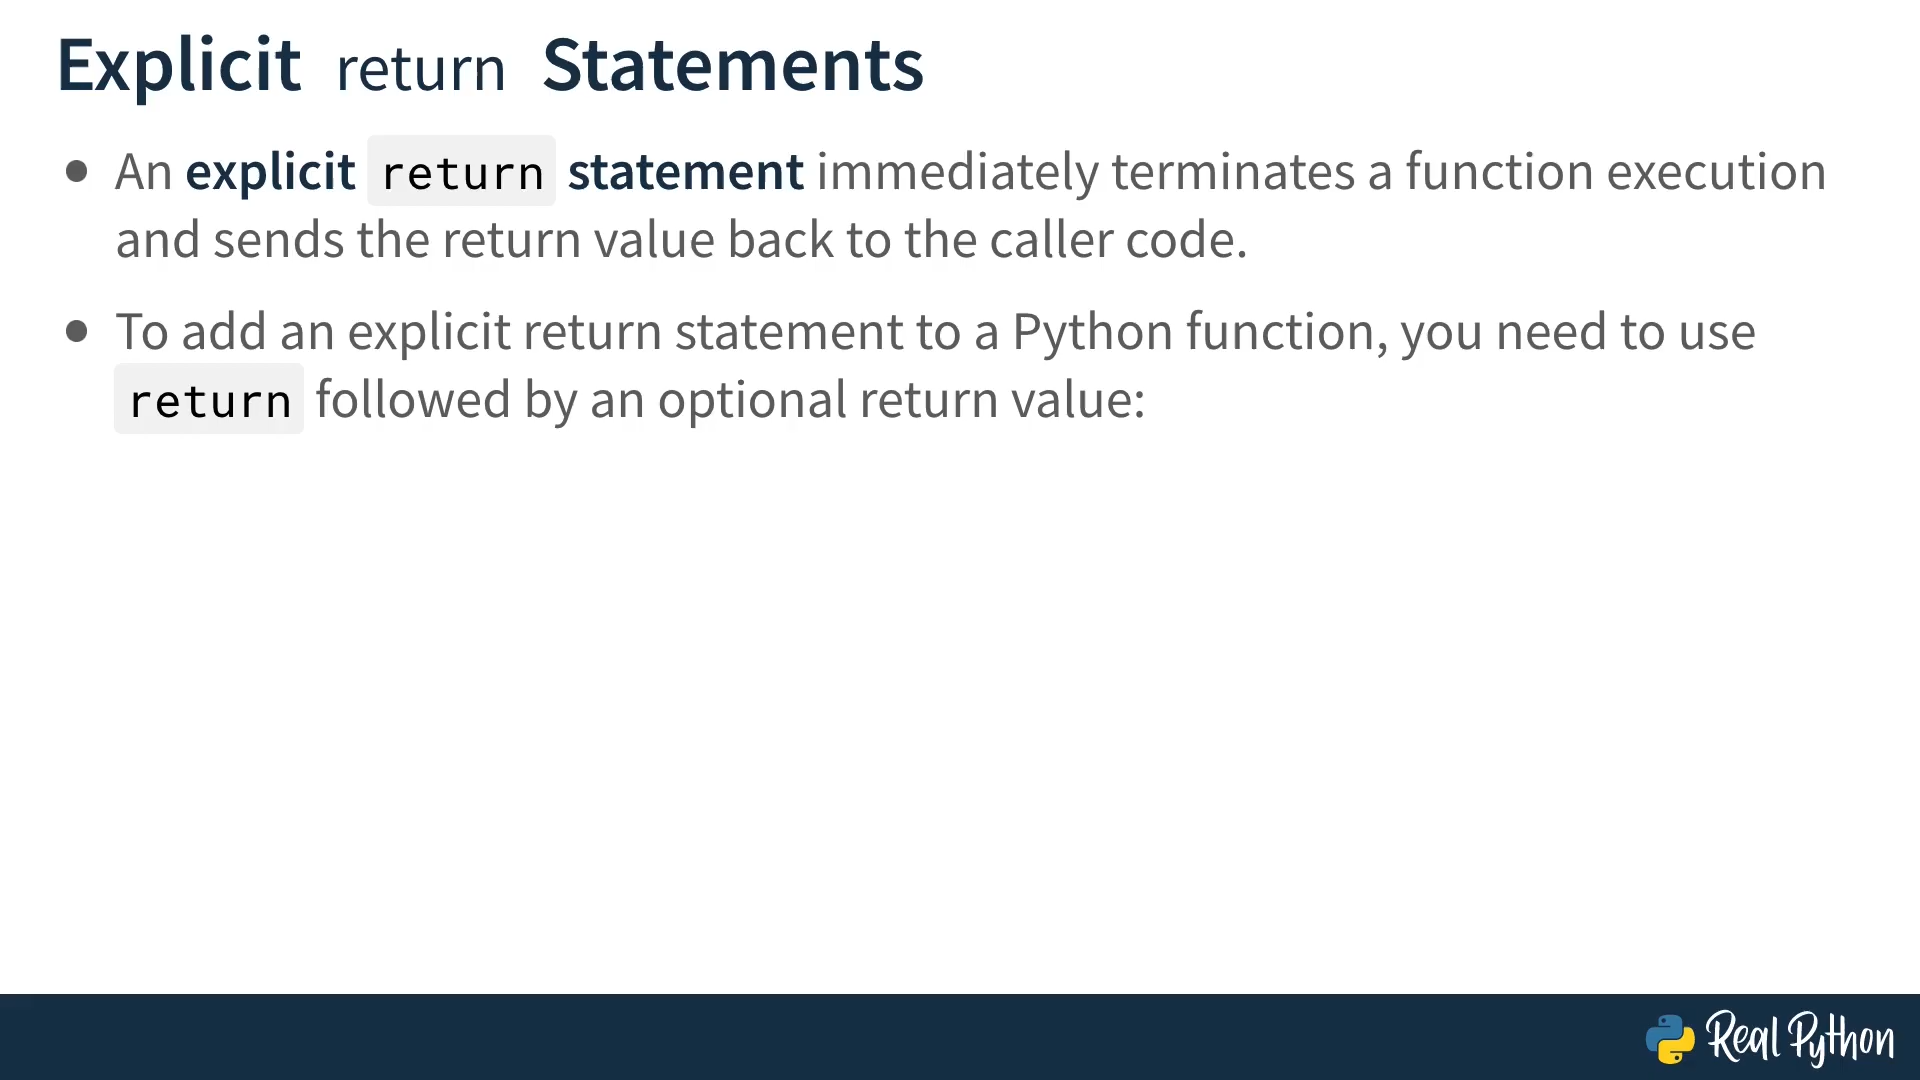 Explicit return Statements
An explicit return statement immediately terminates a function execution
and sends the return value back to the caller code.
To add an explicit return statement to a Python function, you need to use
return followed by an optional return value:
Real Python